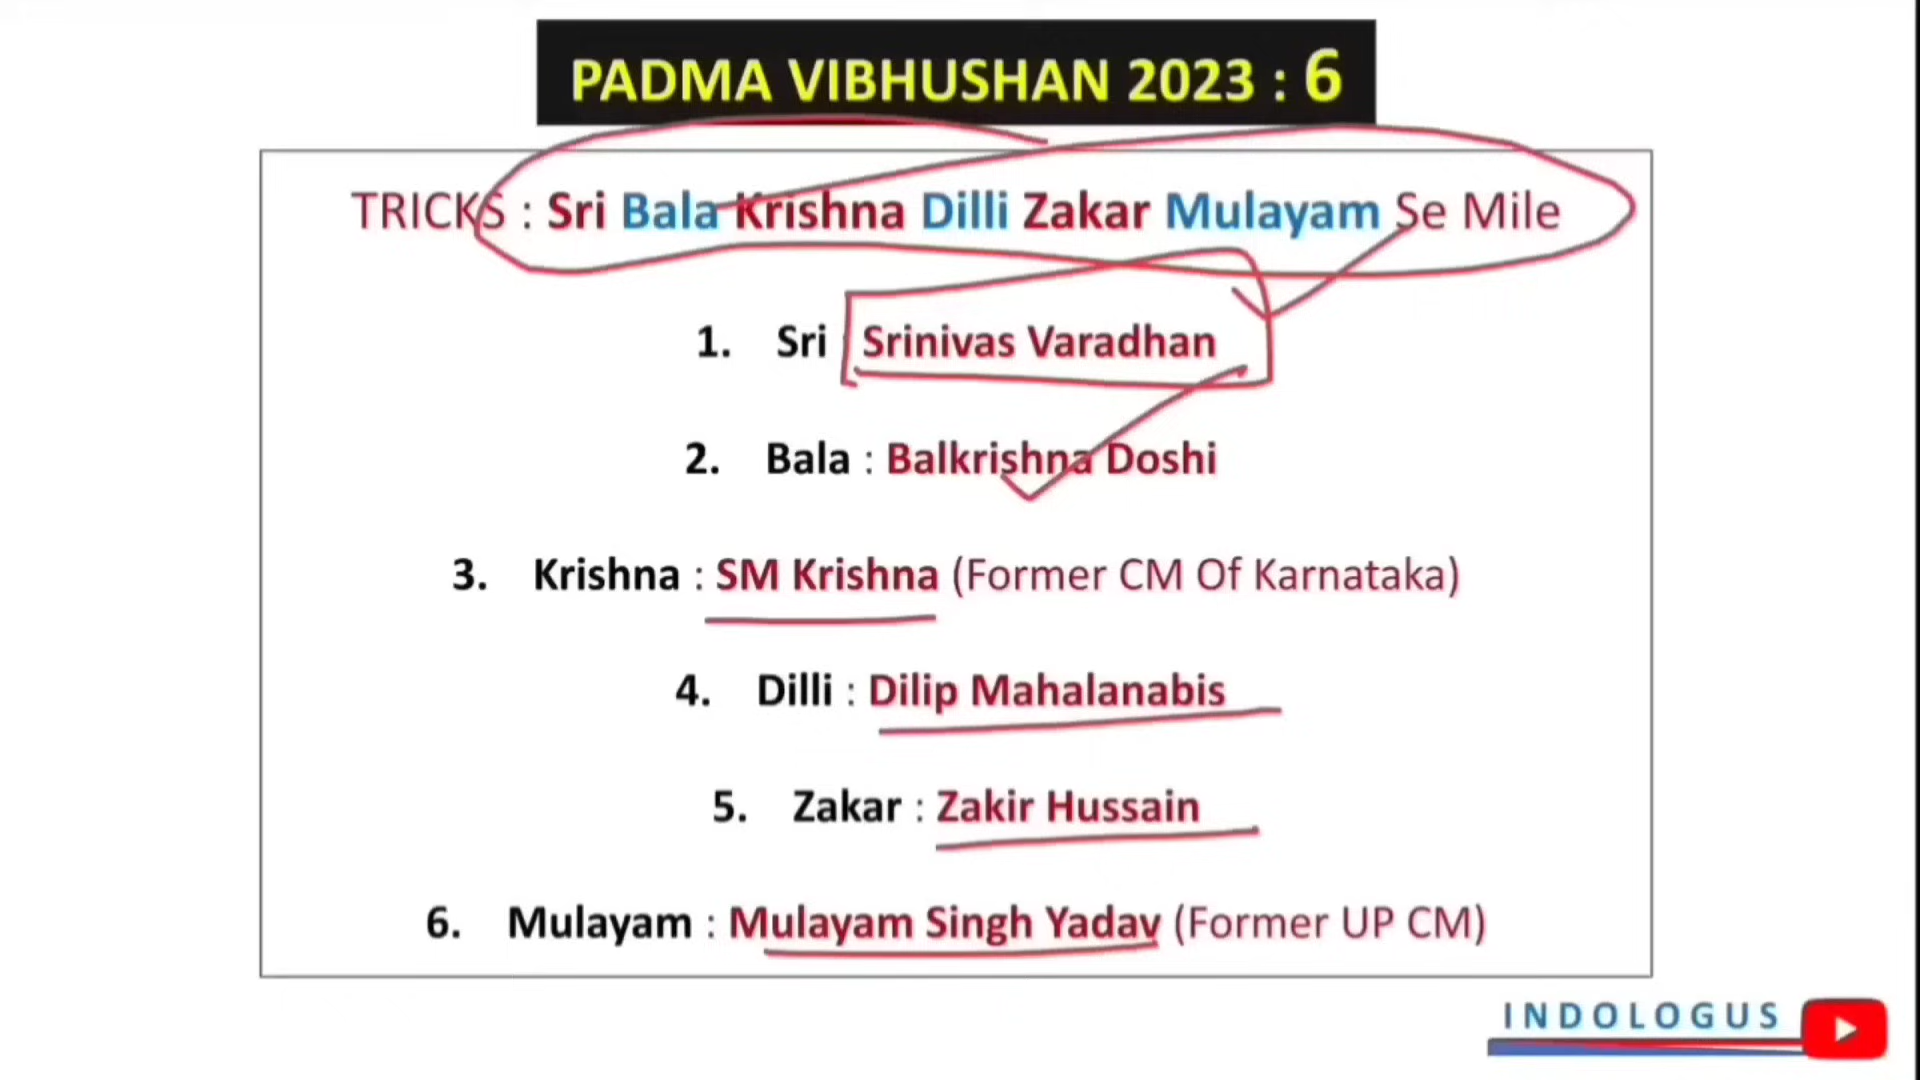 PADMA VIBHUSHAN 2023 : 6
TRICKS : Sri Bala Krishna Dilli Zakar Mulayam Se Mile
1. Sri Srinivas Varadhan
2. Bala : Balkrishna Doshi
3. Krishna : SM Krishna (Former CM Of Karnataka)
4. Dilli : Dilip Mahalanabis
5. Zakar : Zakir Hussain
6. Mulayam : Mulayam Singh Yadav (Former UP CM)
INDOLOGUS